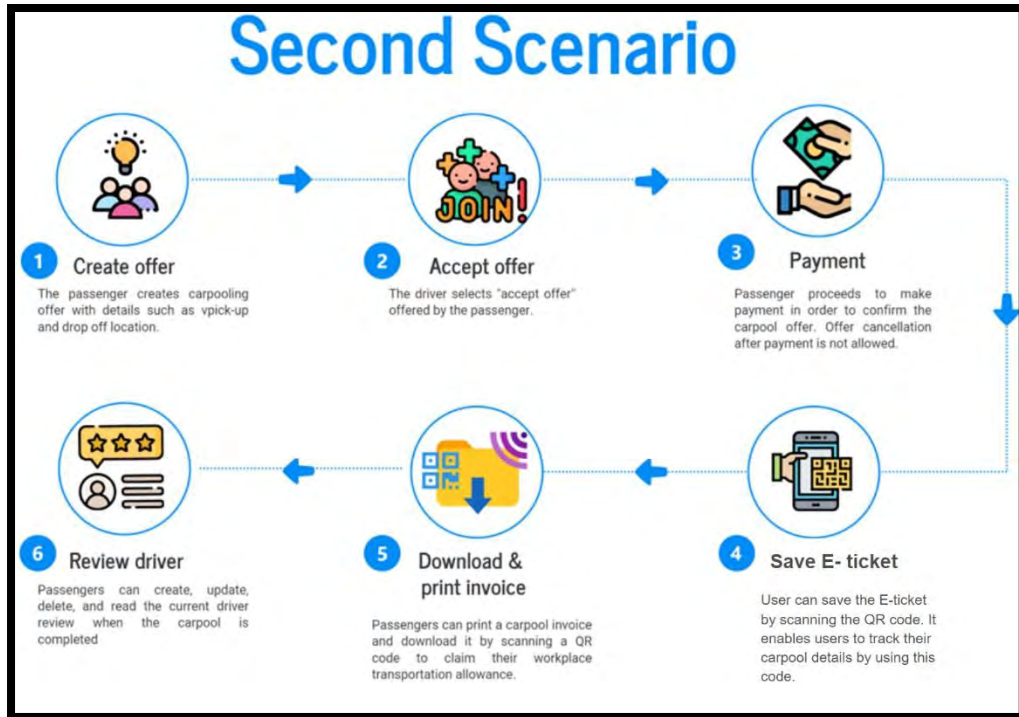 Second Scenario
JOIN!
1
Create offer
The passenger creates carpooling
offer with details such as vpick-up
and drop off location.
2
Accept offer
The driver selects "accept offer"
offered by the passenger.
3
Payment
Passenger proceeds to make
payment in order to confirm the
carpool offer. Offer cancellation
after payment is not allowed.
4
Save E- ticket
User can save the E-ticket
by scanning the QR code. It
enables users to track their
carpool details by using this
code.
5
Download &
print invoice
Passengers can print a carpool invoice
and download it by scanning a QR
code to claim their workplace
transportation allowance.
6
Review driver
Passengers can create, update,
delete, and read the current driver
review when the carpool is
completed